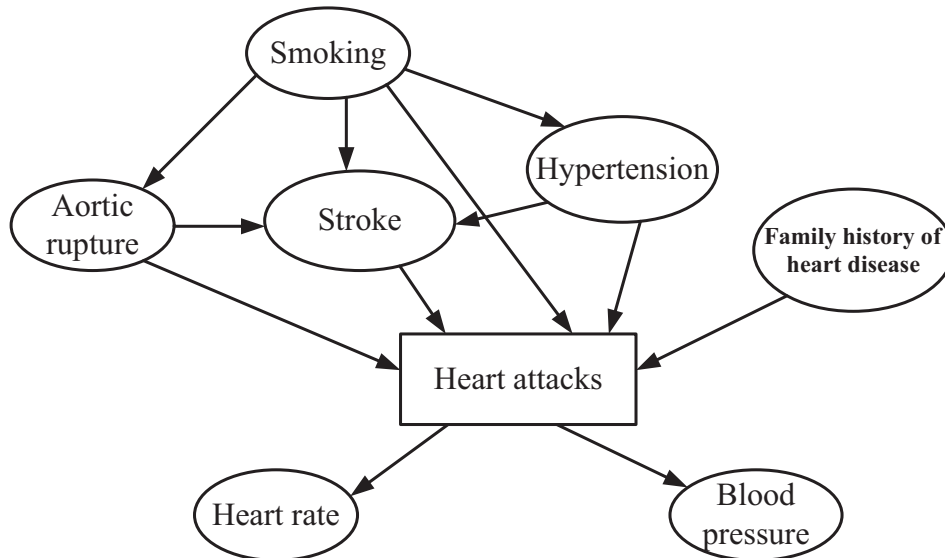 Smoking
Hypertension
Aortic
rupture
Stroke
Family history of
heart disease
Heart attacks
Heart rate
Blood
pressure